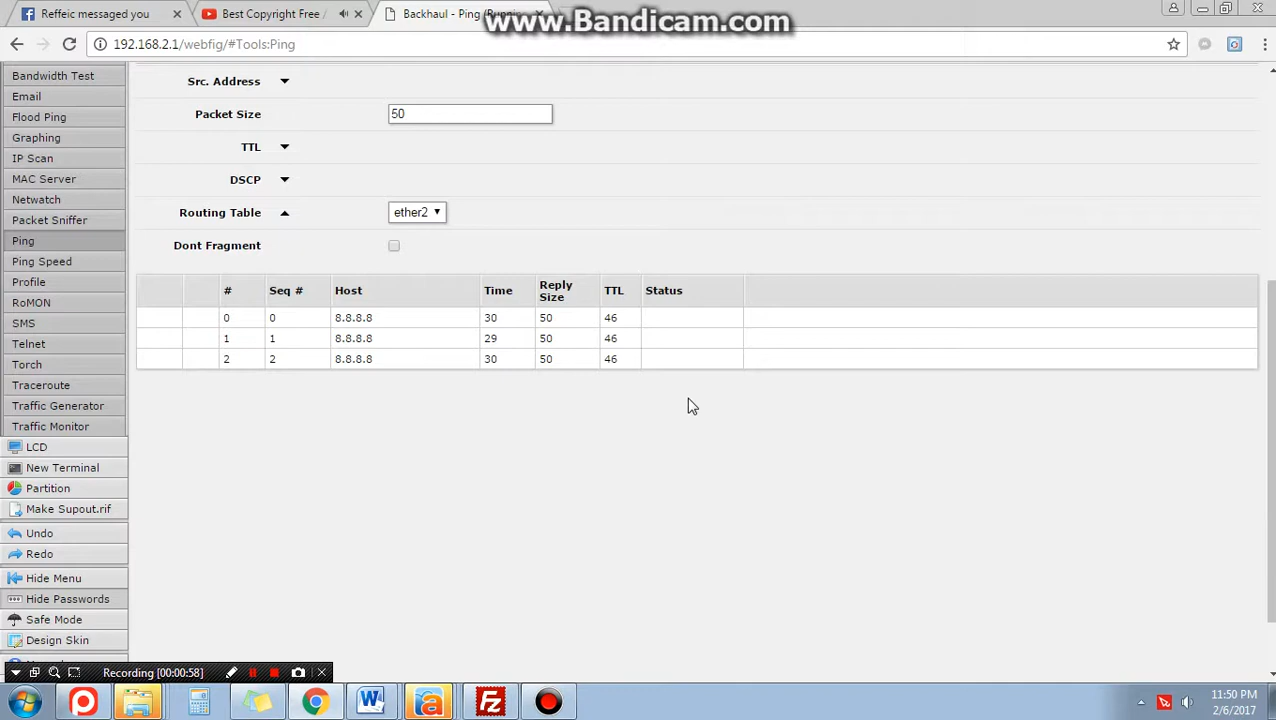 Reffeic messaged you
Best Copyright Free
Backhaul - Ping (Runnin
www.Bandicam.com
192.168.2.1/webfig/#Tools:Ping
Bandwidth Test
Email
Flood Ping
Graphing
IP Scan
MAC Server
Netwatch
Packet Sniffer
Ping
Ping Speed
Profile
RoMON
SMS
Telnet
Torch
Traceroute
Traffic Generator
Traffic Monitor
LCD
New Terminal
Partition
Make Supout.rif
Undo
Redo
Hide Menu
Hide Passwords
Safe Mode
Design Skin
Src. Address
Packet Size 50
TTL
DSCP
Routing Table ether2
Dont Fragment
# Seq # Host Time Reply Size TTL Status
0 0 8.8.8.8 30 50 46
1 1 8.8.8.8 29 50 46
2 2 8.8.8.8 30 50 46
Recording [00:00:58]
11:50 PM
2/6/2017